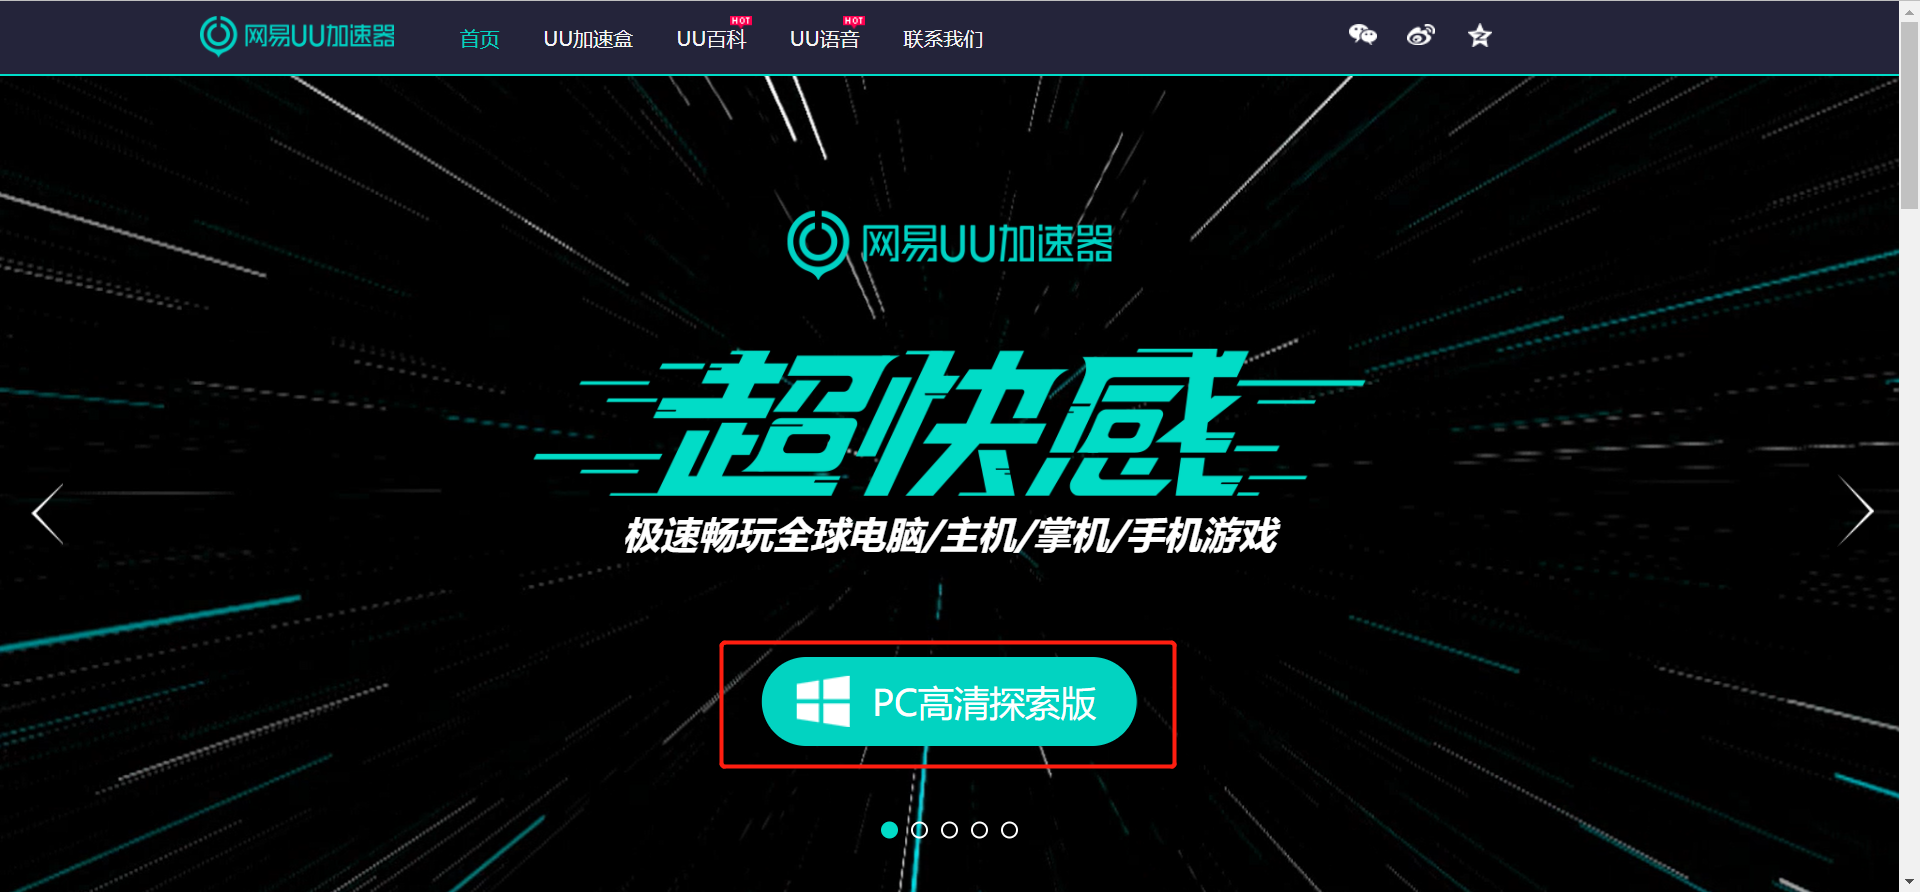 网易UU加速器
首页
UU加速盒
UU百科
HOT
UU语音
HOT
联系我们
网易UU加速器
超快感
极速畅玩全球电脑/主机/掌机/手机游戏
PC高清探索版